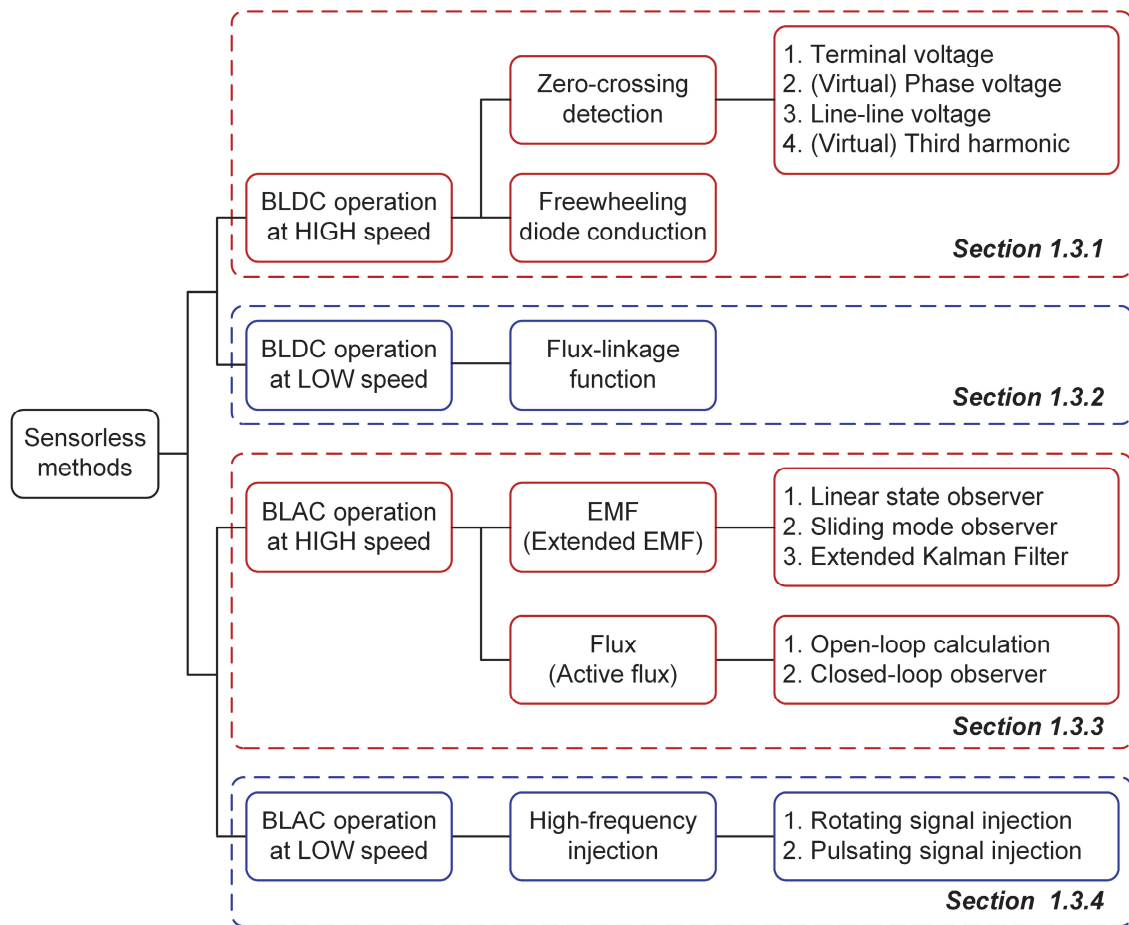 Sensorless
methods
BLDC operation
at HIGH speed
Zero-crossing
detection
1. Terminal voltage
2. (Virtual) Phase voltage
3. Line-line voltage
4. (Virtual) Third harmonic
Freewheeling
diode conduction
Section 1.3.1
BLDC operation
at LOW speed
Flux-linkage
function
Section 1.3.2
BLAC operation
at HIGH speed
EMF
(Extended EMF)
1. Linear state observer
2. Sliding mode observer
3. Extended Kalman Filter
Flux
(Active flux)
1. Open-loop calculation
2. Closed-loop observer
Section 1.3.3
BLAC operation
at LOW speed
High-frequency
injection
1. Rotating signal injection
2. Pulsating signal injection
Section 1.3.4